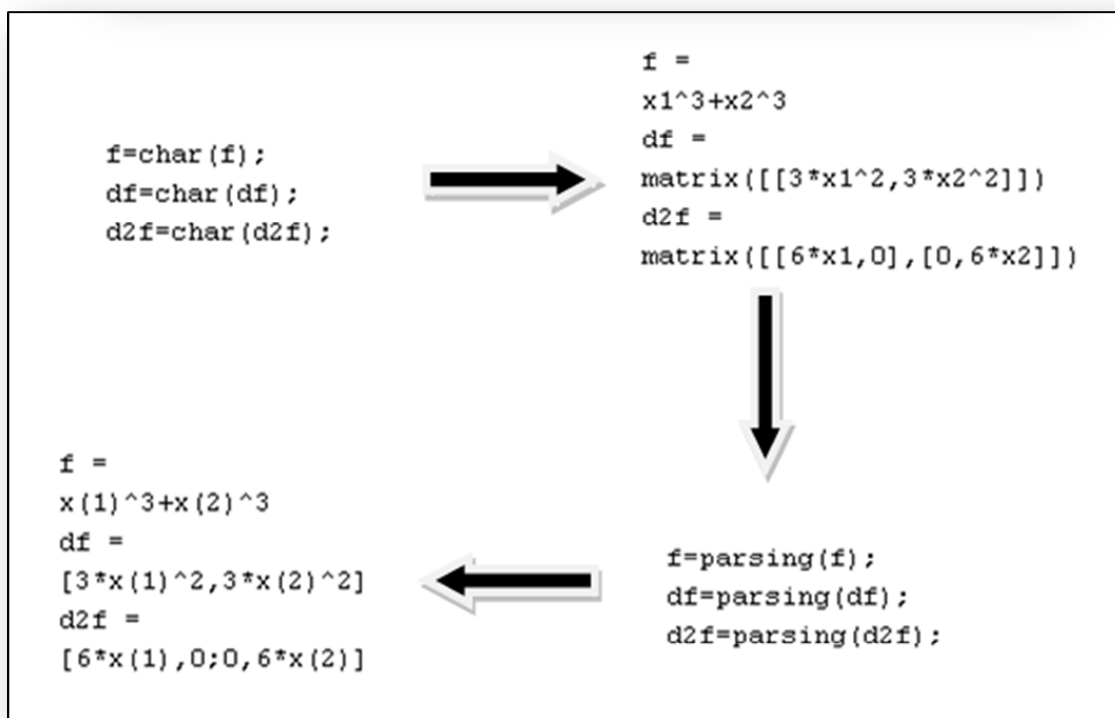 f=char(f);
df=char(df);
d2f=char(d2f);
f =
x1^3+x2^3
df =
matrix([[3*x1^2,3*x2^2]])
d2f =
matrix([[6*x1,0],[0,6*x2]])
f=parsing(f);
df=parsing(df);
d2f=parsing(d2f);
f =
x(1)^3+x(2)^3
df =
[3*x(1)^2,3*x(2)^2]
d2f =
[6*x(1),0;0,6*x(2)]